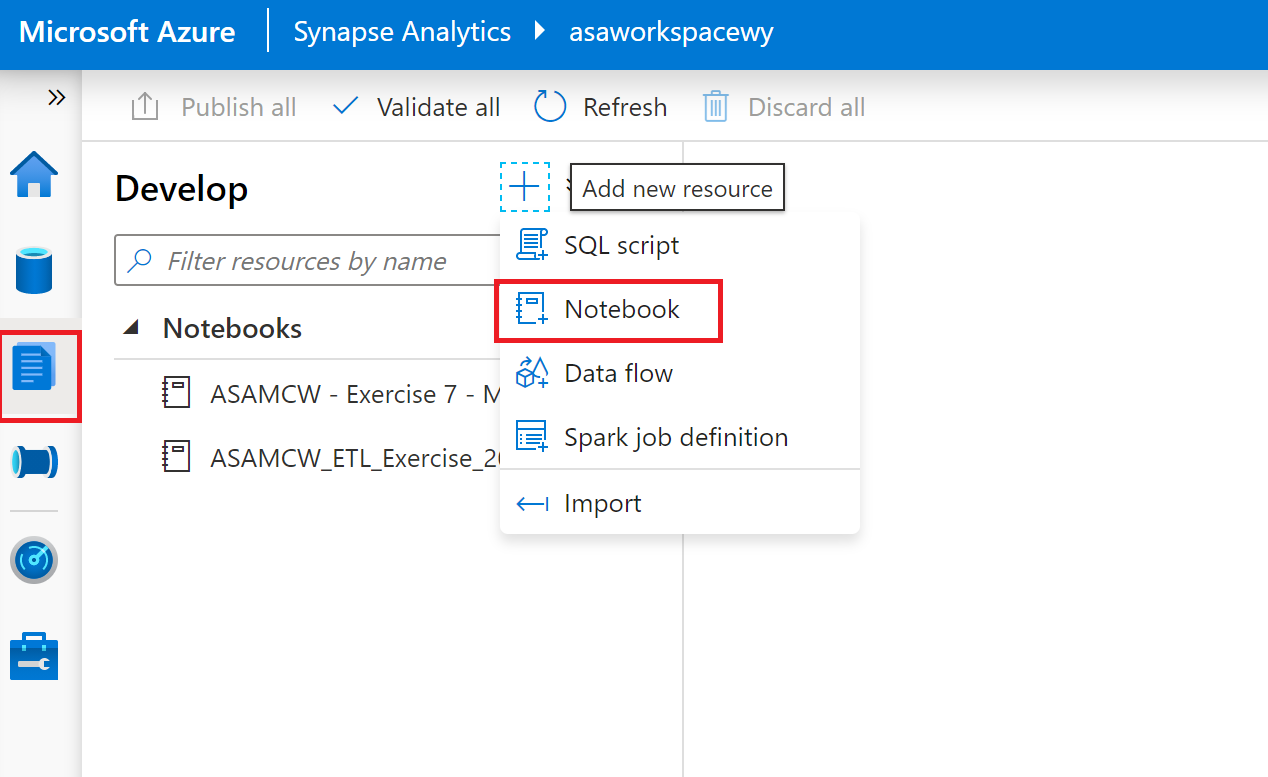 Microsoft Azure | Synapse Analytics ▶ asaworkspacewy
» Publish all Validate all Refresh Discard all
Develop
Add new resource
Filter resources by name
SQL script
Notebook
Data flow
Spark job definition
Import
Notebooks
ASAMCW - Exercise 7 - M
ASAMCW_ETL_Exercise_20